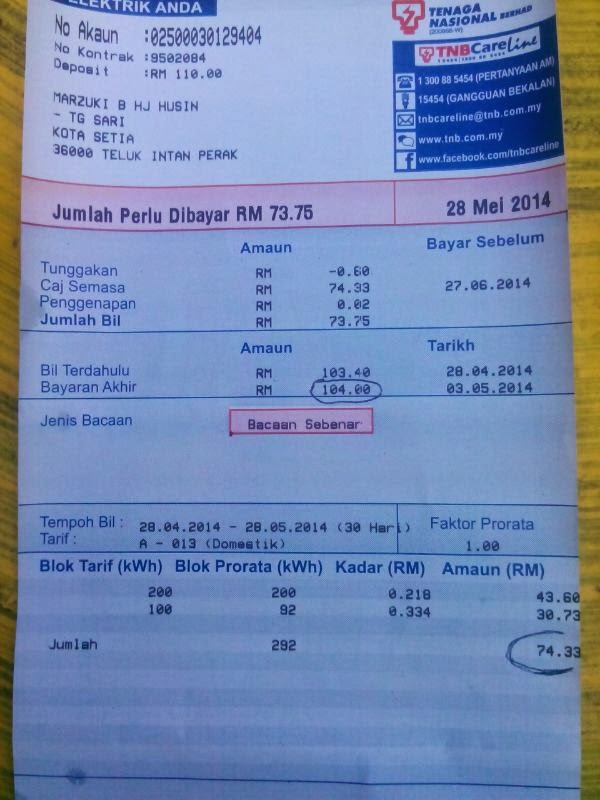 ELEKTRIK ANDA
No Akaun :02500030129404
No Kontrak :9502084
Deposit :RM 110.00
MARZUKI B HJ HUSIN
- TG SARI
KOTA SETIA
36000 TELUK INTAN PERAK
TENAGA
NASIONAL BERHAD
(200866-W)
TNB CareLine
1 300 88 5454 (PERTANYAAN AM)
15454 (GANGGUAN BEKALAN)
tnbcareline@tnb.com.my
www.tnb.com.my
www.facebook.com/tnbcareline
Jumlah Perlu Dibayar RM 73.75 28 Mei 2014
Amaun Bayar Sebelum
Tunggakan RM -0.60
Caj Semasa RM 74.33 27.06.2014
Penggenapan RM 0.02
Jumlah Bil RM 73.75
Amaun Tarikh
Bil Terdahulu RM 103.40 28.04.2014
Bayaran Akhir RM 104.00 03.05.2014
Jenis Bacaan Bacaan Sebenar
Tempoh Bil : 28.04.2014 - 28.05.2014 (30 Hari) Faktor Prorata
Tarif : A - 013 (Domestik) 1.00
Blok Tarif (kWh) Blok Prorata (kWh) Kadar (RM) Amaun (RM)
200 200 0.218 43.60
100 92 0.334 30.73
Jumlah 292 74.33